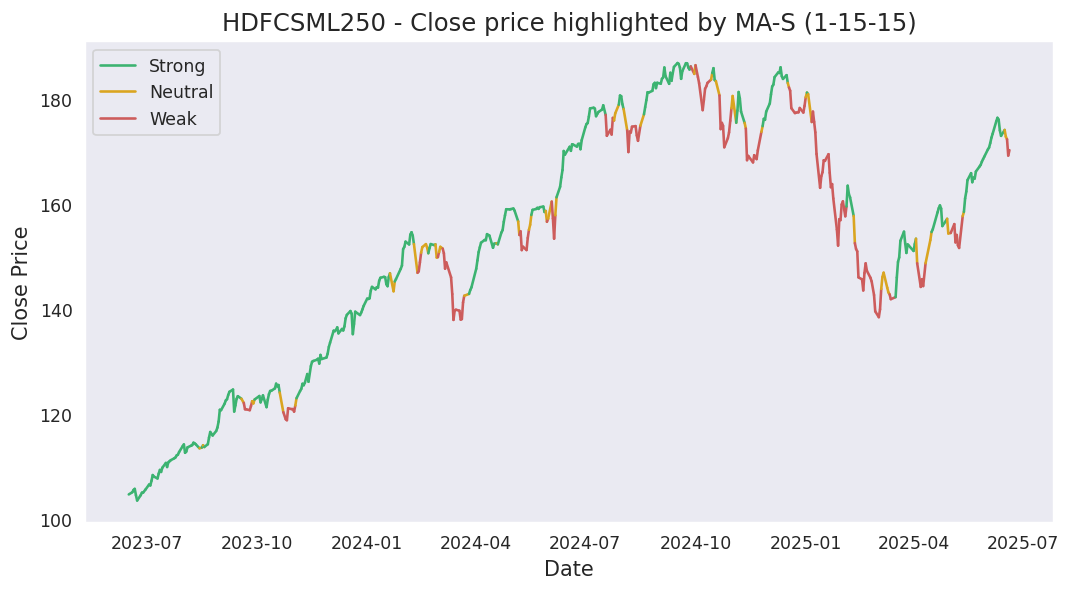 HDFCSML250 - Close price highlighted by MA-S (1-15-15)
Strong
Neutral
Weak
Close Price
180
160
140
120
100
2023-07 2023-10 2024-01 2024-04 2024-07 2024-10 2025-01 2025-04 2025-07
Date